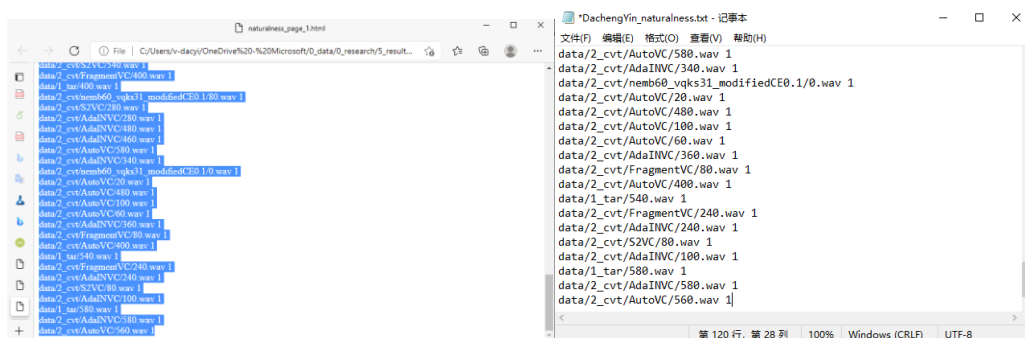 naturalness_page_1.html
File | C:/Users/v-dacyi/OneDrive%20-%20Microsoft/0_data/0_research/5_result...
data/2_cvt/S2VC/540.wav 1
data/2_cvt/FragmentVC/400.wav 1
data/1_tar/400.wav 1
data/2_cvt/nemb60_vqks31_modifiedCE0.1/80.wav 1
data/2_cvt/S2VC/280.wav 1
data/2_cvt/AdaINVC/280.wav 1
data/2_cvt/AdaINVC/480.wav 1
data/2_cvt/AdaINVC/460.wav 1
data/2_cvt/AutoVC/580.wav 1
data/2_cvt/AdaINVC/340.wav 1
data/2_cvt/nemb60_vqks31_modifiedCE0.1/0.wav 1
data/2_cvt/AutoVC/20.wav 1
data/2_cvt/AutoVC/480.wav 1
data/2_cvt/AutoVC/100.wav 1
data/2_cvt/AutoVC/60.wav 1
data/2_cvt/AdaINVC/360.wav 1
data/2_cvt/FragmentVC/80.wav 1
data/2_cvt/AutoVC/400.wav 1
data/1_tar/540.wav 1
data/2_cvt/FragmentVC/240.wav 1
data/2_cvt/AdaINVC/240.wav 1
data/2_cvt/S2VC/80.wav 1
data/2_cvt/AdaINVC/100.wav 1
data/1_tar/580.wav 1
data/2_cvt/AdaINVC/580.wav 1
data/2_cvt/AutoVC/560.wav 1
*DachengYin_naturalness.txt - 记事本
文件(F) 编辑(E) 格式(O) 查看(V) 帮助(H)
data/2_cvt/AutoVC/580.wav 1
data/2_cvt/AdaINVC/340.wav 1
data/2_cvt/nemb60_vqks31_modifiedCE0.1/0.wav 1
data/2_cvt/AutoVC/20.wav 1
data/2_cvt/AutoVC/480.wav 1
data/2_cvt/AutoVC/100.wav 1
data/2_cvt/AutoVC/60.wav 1
data/2_cvt/AdaINVC/360.wav 1
data/2_cvt/FragmentVC/80.wav 1
data/2_cvt/AutoVC/400.wav 1
data/1_tar/540.wav 1
data/2_cvt/FragmentVC/240.wav 1
data/2_cvt/AdaINVC/240.wav 1
data/2_cvt/S2VC/80.wav 1
data/2_cvt/AdaINVC/100.wav 1
data/1_tar/580.wav 1
data/2_cvt/AdaINVC/580.wav 1
data/2_cvt/AutoVC/560.wav 1
第 120 行, 第 28 列 100% Windows (CRLF) UTF-8